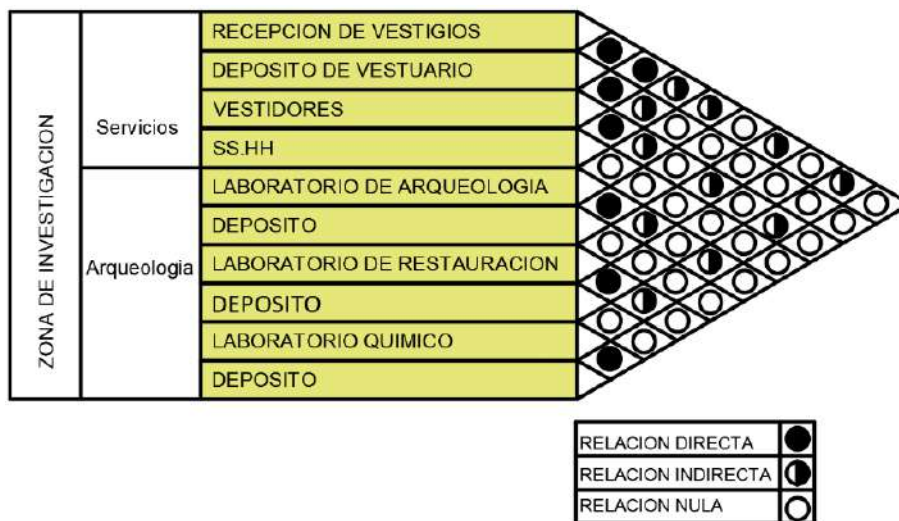 ZONA DE INVESTIGACION
Servicios
RECEPCION DE VESTIGIOS
DEPOSITO DE VESTUARIO
VESTIDORES
SS.HH
Arqueologia
LABORATORIO DE ARQUEOLOGIA
DEPOSITO
LABORATORIO DE RESTAURACION
DEPOSITO
LABORATORIO QUIMICO
DEPOSITO
RELACION DIRECTA
RELACION INDIRECTA
RELACION NULA